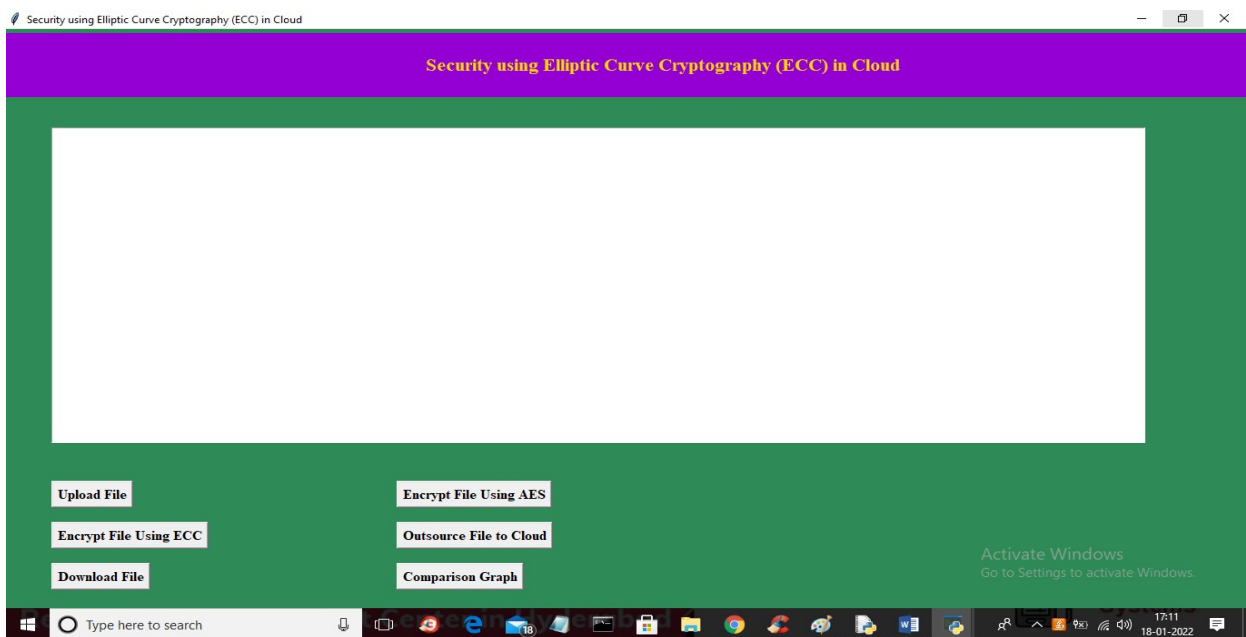 Security using Elliptic Curve Cryptography (ECC) in Cloud
Security using Elliptic Curve Cryptography (ECC) in Cloud
Upload File
Encrypt File Using AES
Encrypt File Using ECC
Outsource File to Cloud
Download File
Comparison Graph
Activate Windows
Go to Settings to activate Windows.
Type here to search
18
17:11
18-01-2022